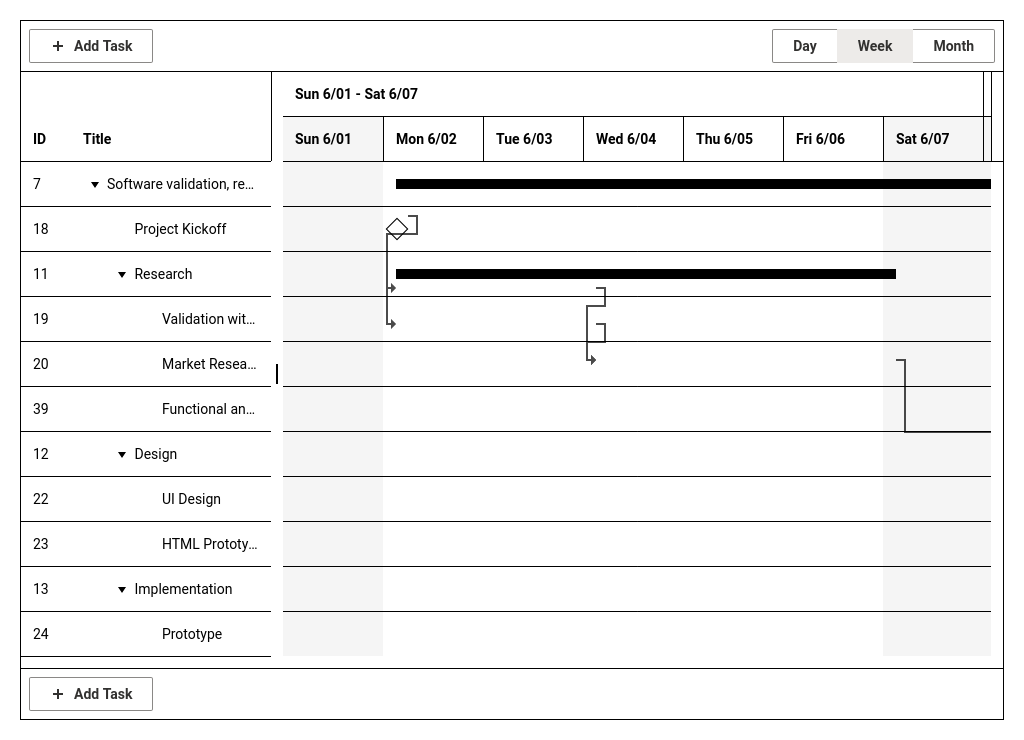 Add Task
Day Week Month
Sun 6/01 - Sat 6/07
ID Title Sun 6/01 Mon 6/02 Tue 6/03 Wed 6/04 Thu 6/05 Fri 6/06 Sat 6/07
7 Software validation, re...
18 Project Kickoff
11 Research
19 Validation wit...
20 Market Resea...
39 Functional an...
12 Design
22 UI Design
23 HTML Prototy...
13 Implementation
24 Prototype
Add Task